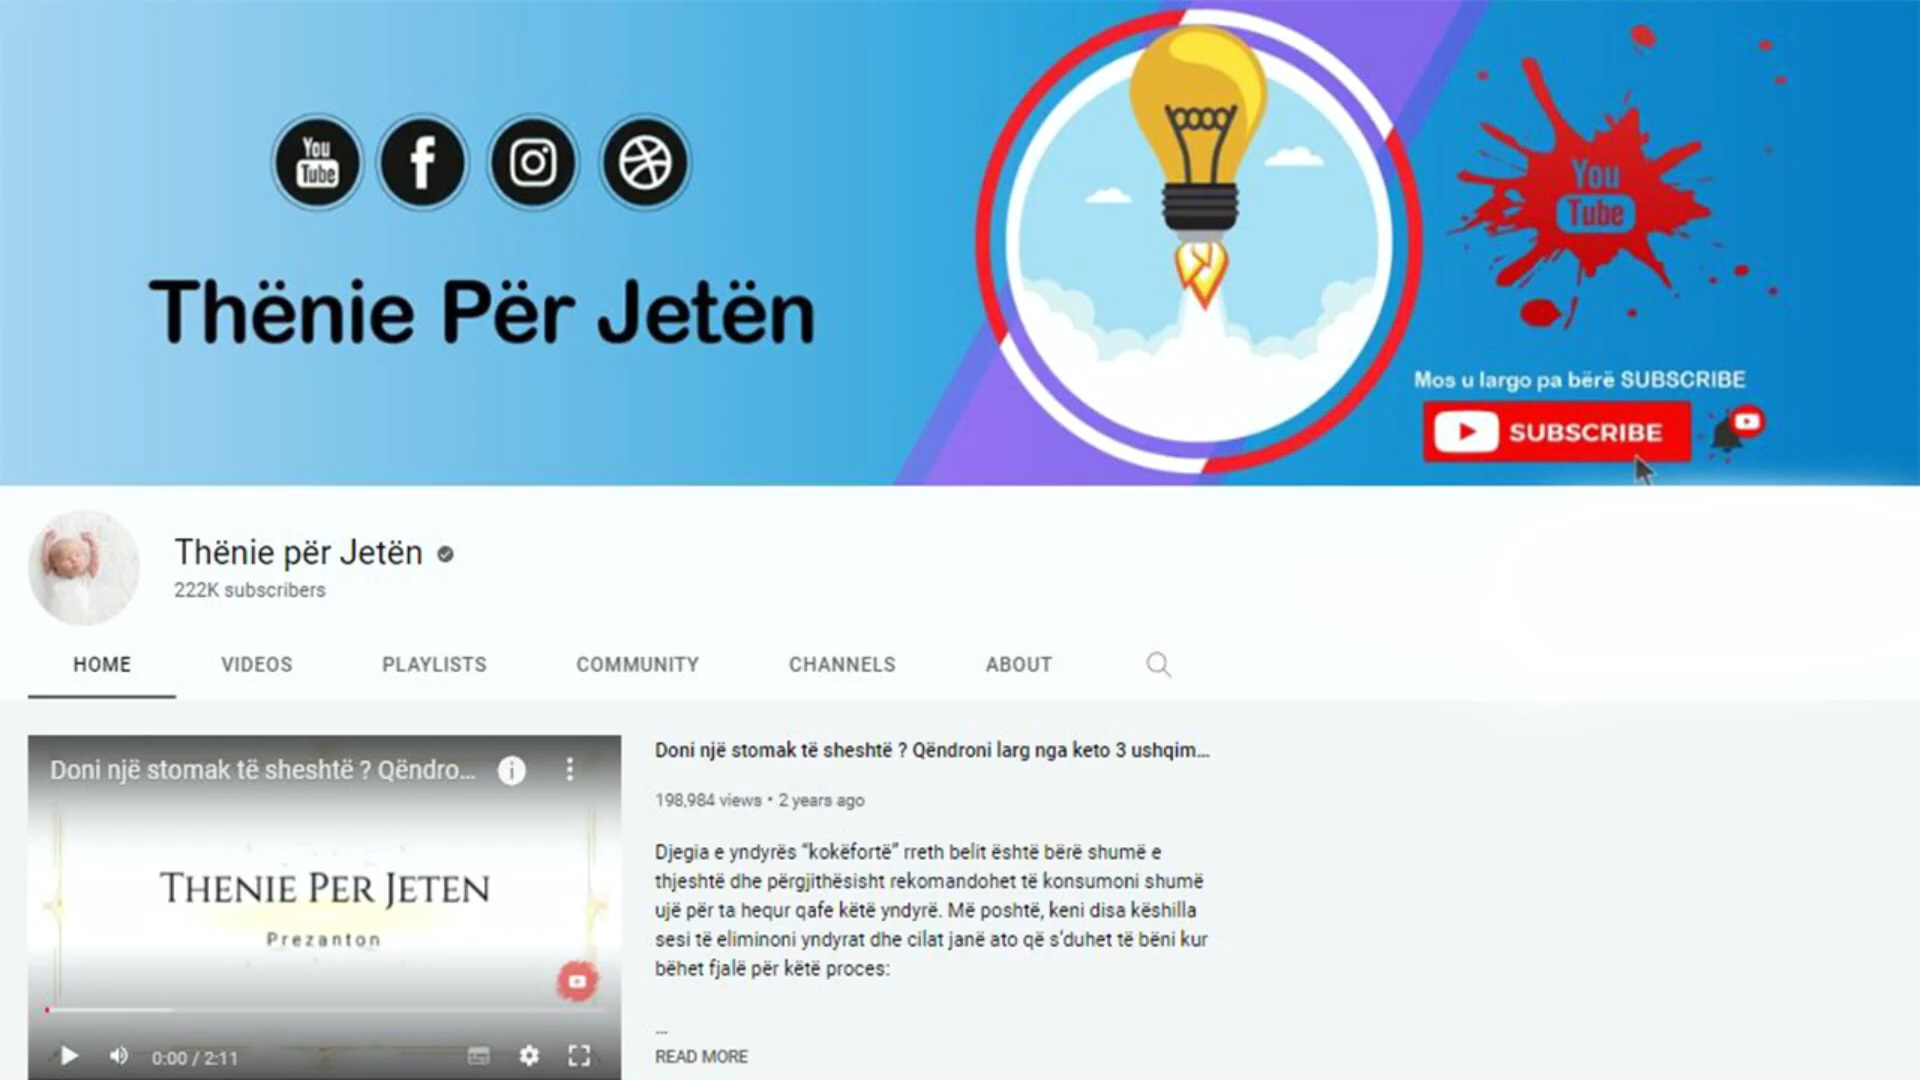 You
Tube
Thënie Për Jetën
You
Tube
Mos u largo pa bërë SUBSCRIBE
SUBSCRIBE
Thënie për Jetën
222K subscribers
HOME VIDEOS PLAYLISTS COMMUNITY CHANNELS ABOUT
Doni një stomak të sheshtë ? Qëndro...
THENIE PER JETEN
Prezanton
0:00 / 2:11
Doni një stomak të sheshtë ? Qëndroni larg nga keto 3 ushqim...
198,984 views • 2 years ago
Djegia e yndyrës “kokëfortë” rreth belit është bërë shumë e
thjeshtë dhe përgjithësisht rekomandohet të konsumoni shumë
ujë për ta hequr qafe këtë yndyrë. Më poshtë, keni disa këshilla
sesi të eliminoni yndyrat dhe cilat janë ato që s’duhet të bëni kur
bëhet fjalë për këtë proces:
...
READ MORE